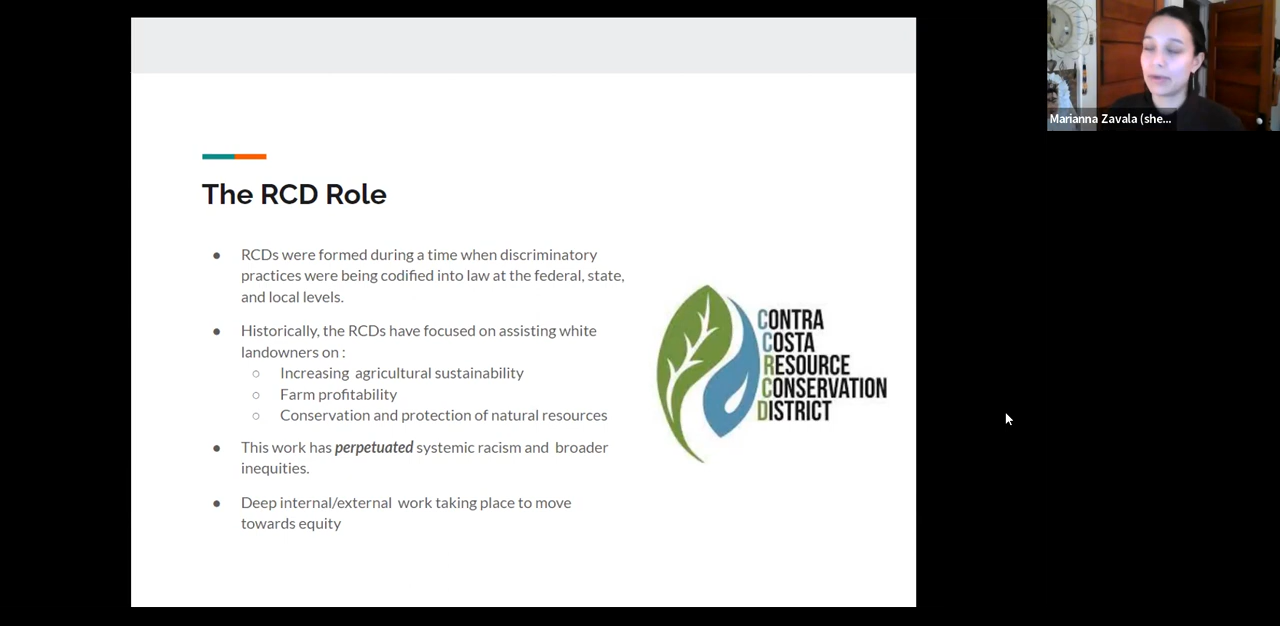 Marianna Zavala (she...
The RCD Role
● RCDs were formed during a time when discriminatory
practices were being codified into law at the federal, state,
and local levels.
● Historically, the RCDs have focused on assisting white
landowners on :
○ Increasing agricultural sustainability
○ Farm profitability
○ Conservation and protection of natural resources
● This work has perpetuated systemic racism and broader
inequities.
● Deep internal/external work taking place to move
towards equity
CONTRA
COSTA
RESOURCE
CONSERVATION
DISTRICT